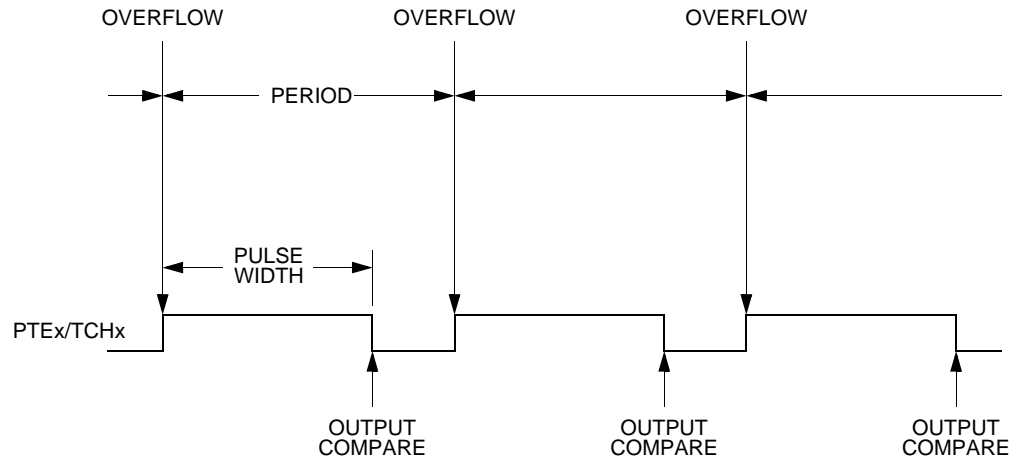 OVERFLOW
OVERFLOW
OVERFLOW
PERIOD
PULSE
WIDTH
PTEx/TCHx
OUTPUT
COMPARE
OUTPUT
COMPARE
OUTPUT
COMPARE